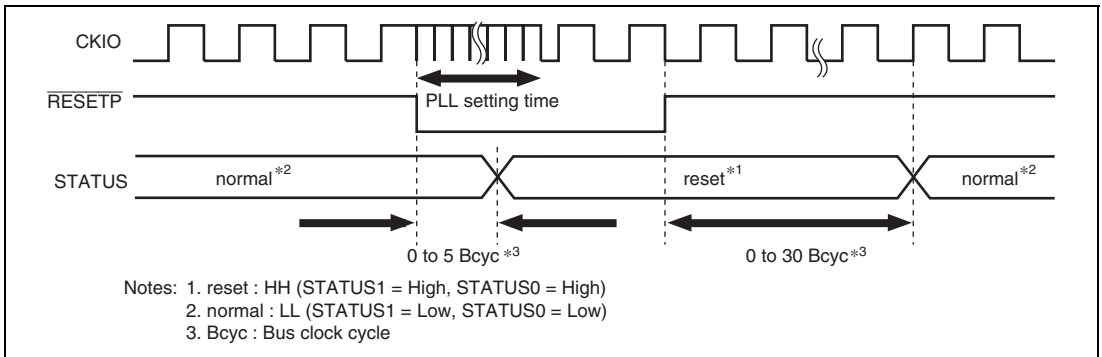 CKIO
RESETP
PLL setting time
STATUS
normal*2
reset*1
normal*2
0 to 5 Bcyc*3
0 to 30 Bcyc*3
Notes: 1. reset : HH (STATUS1 = High, STATUS0 = High)
2. normal : LL (STATUS1 = Low, STATUS0 = Low)
3. Bcyc : Bus clock cycle